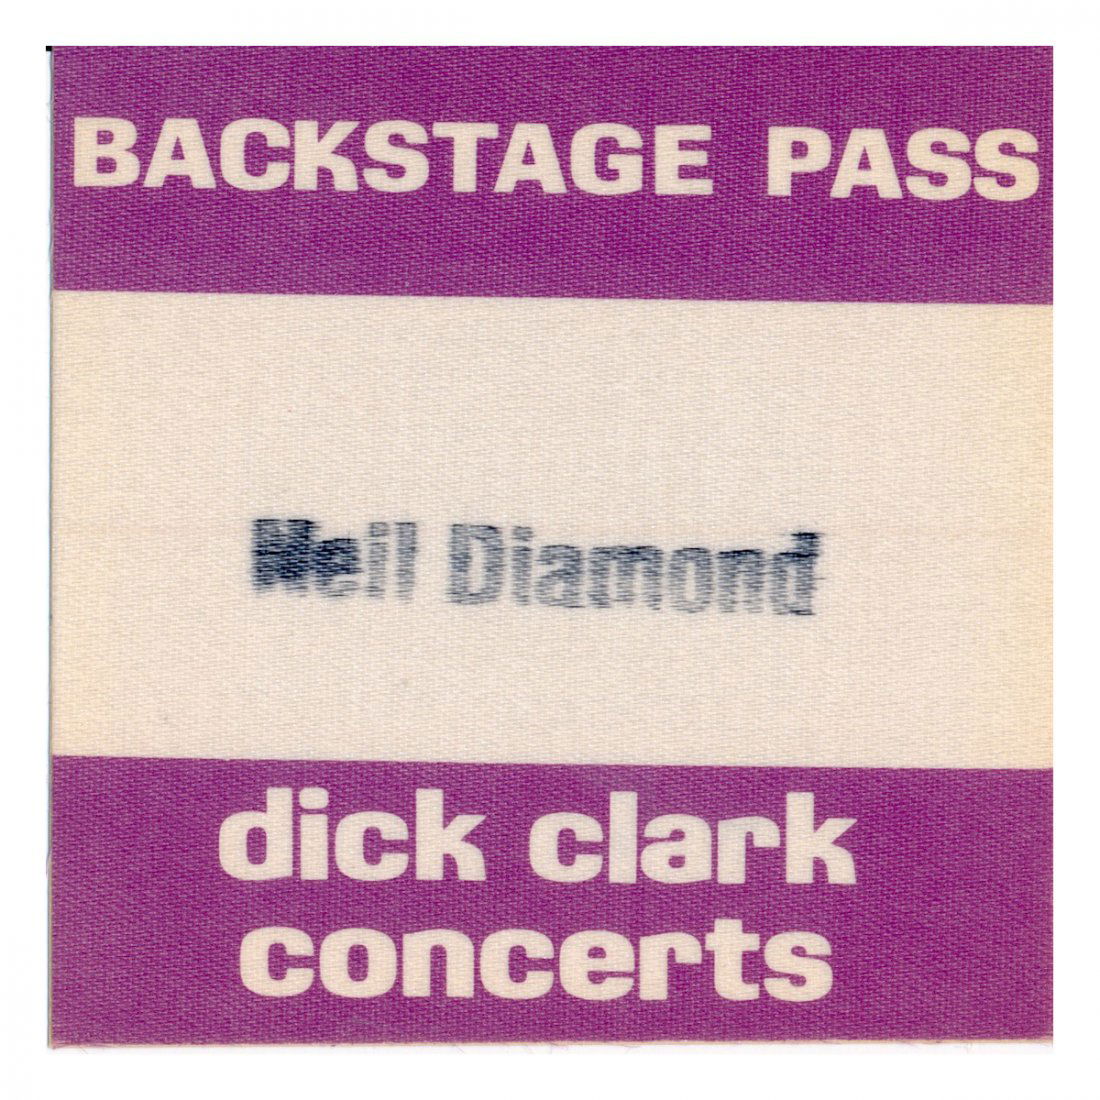 BACKSTAGE PASS
Neil Diamond
dick clark
concerts